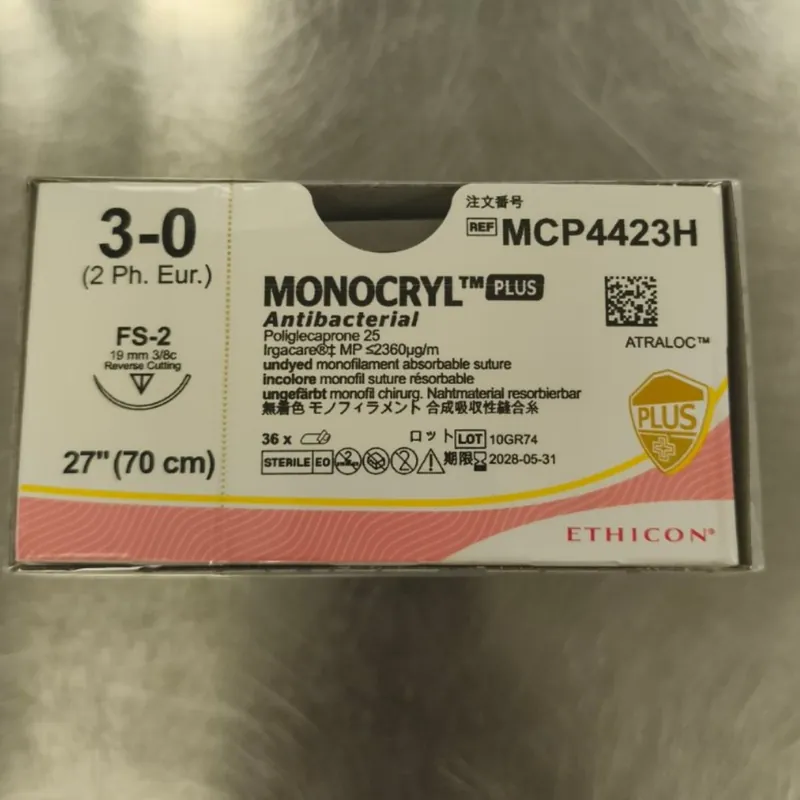 3-0
(2 Ph. Eur.)
FS-2
19 mm 3/8c
Reverse Cutting
27" (70 cm)
注文番号
REF MCP4423H
MONOCRYL™ PLUS
Antibacterial
Poliglecaprone 25
Irgacare®‡ MP ≤2360µg/m
undyed monofilament absorbable suture
incolore monofil suture résorbable
ungefärbt monofil chirurg. Nahtmaterial resorbierbar
無着色 モノフィラメント 合成吸収性縫合糸
36 x
ロット LOT 10GR74
STERILE EO 2 期限 2028-05-31
ATRALOC™
PLUS
ETHICON®